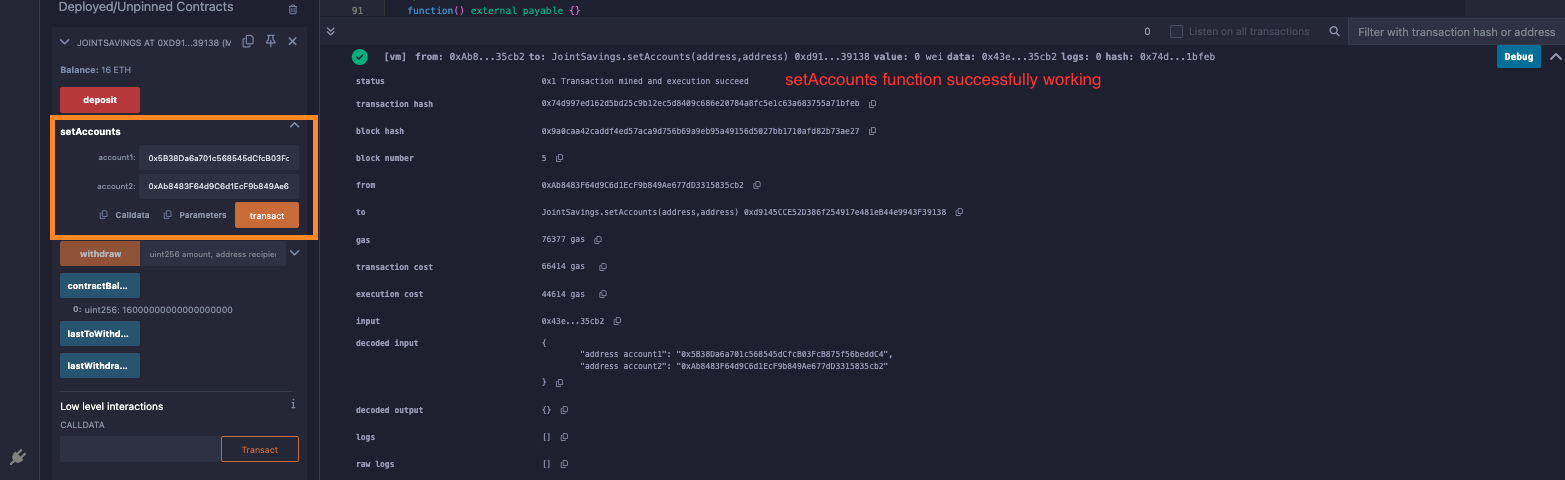 Deployed/Unpinned Contracts
JOINTSAVINGS AT 0XD91...39138 (M
Balance: 16 ETH
deposit
setAccounts
account1: 0x5B38Da6a701c568545dCfcB03Fc
account2: 0xAb8483F64d9C6d1EcF9b849Ae6
Calldata Parameters transact
withdraw uint256 amount, address recipie
contractBal...
0: uint256: 16000000000000000000
lastToWithd...
lastWithdra...
Low level interactions i
CALLDATA
Transact
91 function() external payable {}
0 Listen on all transactions Filter with transaction hash or address
[vm] from: 0xAb8...35cb2 to: JointSavings.setAccounts(address,address) 0xd91...39138 value: 0 wei data: 0x43e...35cb2 logs: 0 hash: 0x74d...1bfeb Debug
status 0x1 Transaction mined and execution succeed
setAccounts function successfully working
transaction hash 0x74d997ed162d5bd25c9b12ec5d8409c686e20784a8fc5e1c63a683755a71bfeb
block hash 0x9a0caa42caddf4ed57aca9d756b69a9eb95a49156d5027bb1710afd82b73ae27
block number 5
from 0xAb8483F64d9C6d1EcF9b849Ae677dD3315835cb2
to JointSavings.setAccounts(address,address) 0xd9145CCE52D386f254917e481eB44e9943F39138
gas 76377 gas
transaction cost 66414 gas
execution cost 44614 gas
input 0x43e...35cb2
decoded input {
"address account1": "0x5B38Da6a701c568545dCfcB03FcB875f56beddC4",
"address account2": "0xAb8483F64d9C6d1EcF9b849Ae677dD3315835cb2"
}
decoded output {}
logs []
raw logs []